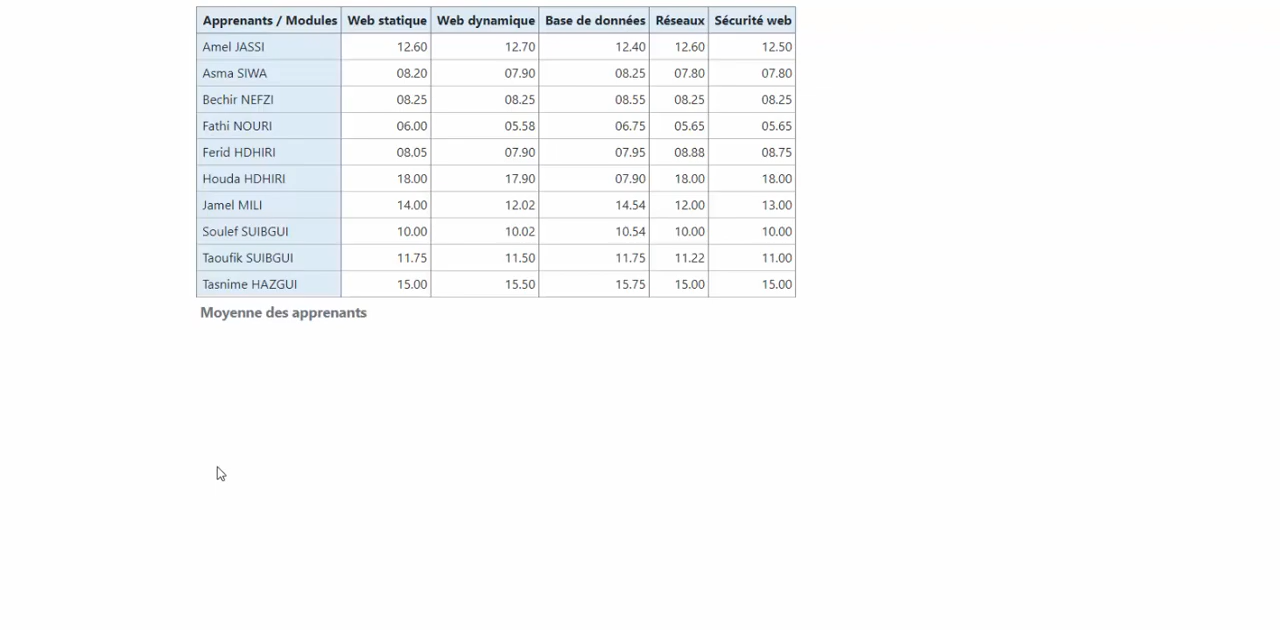 Apprenants / Modules Web statique Web dynamique Base de données Réseaux Sécurité web
Amel JASSI 12.60 12.70 12.40 12.60 12.50
Asma SIWA 08.20 07.90 08.25 07.80 07.80
Bechir NEFZI 08.25 08.25 08.55 08.25 08.25
Fathi NOURI 06.00 05.58 06.75 05.65 05.65
Ferid HDHIRI 08.05 07.90 07.95 08.88 08.75
Houda HDHIRI 18.00 17.90 07.90 18.00 18.00
Jamel MILI 14.00 12.02 14.54 12.00 13.00
Soulef SUIBGUI 10.00 10.02 10.54 10.00 10.00
Taoufik SUIBGUI 11.75 11.50 11.75 11.22 11.00
Tasnime HAZGUI 15.00 15.50 15.75 15.00 15.00
Moyenne des apprenants